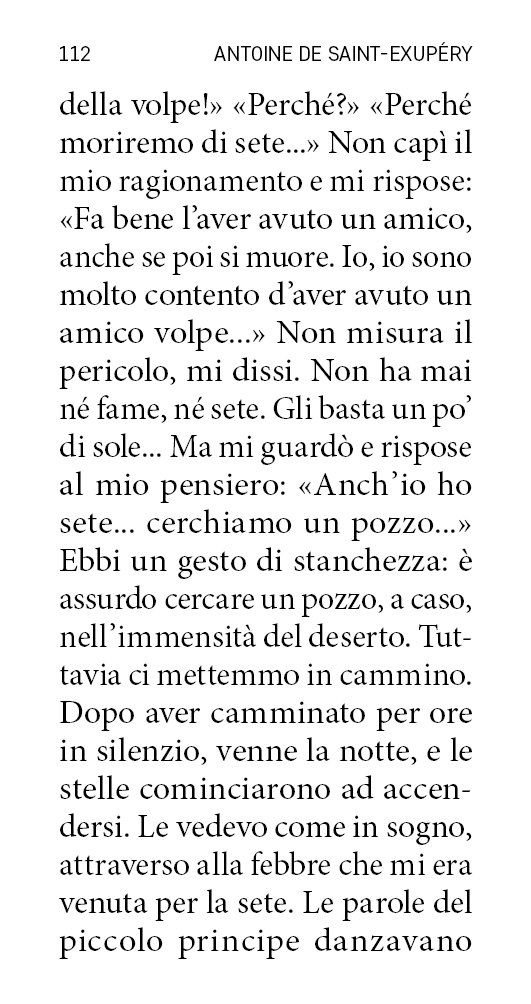 112 ANTOINE DE SAINT-EXUPÉRY
della volpe!» «Perché?» «Perché
moriremo di sete...» Non capì il
mio ragionamento e mi rispose:
«Fa bene l’aver avuto un amico,
anche se poi si muore. Io, io sono
molto contento d’aver avuto un
amico volpe...» Non misura il
pericolo, mi dissi. Non ha mai
né fame, né sete. Gli basta un po’
di sole... Ma mi guardò e rispose
al mio pensiero: «Anch’io ho
sete... cerchiamo un pozzo...»
Ebbi un gesto di stanchezza: è
assurdo cercare un pozzo, a caso,
nell’immensità del deserto. Tut-
tavia ci mettemmo in cammino.
Dopo aver camminato per ore
in silenzio, venne la notte, e le
stelle cominciarono ad accen-
dersi. Le vedevo come in sogno,
attraverso alla febbre che mi era
venuta per la sete. Le parole del
piccolo principe danzavano